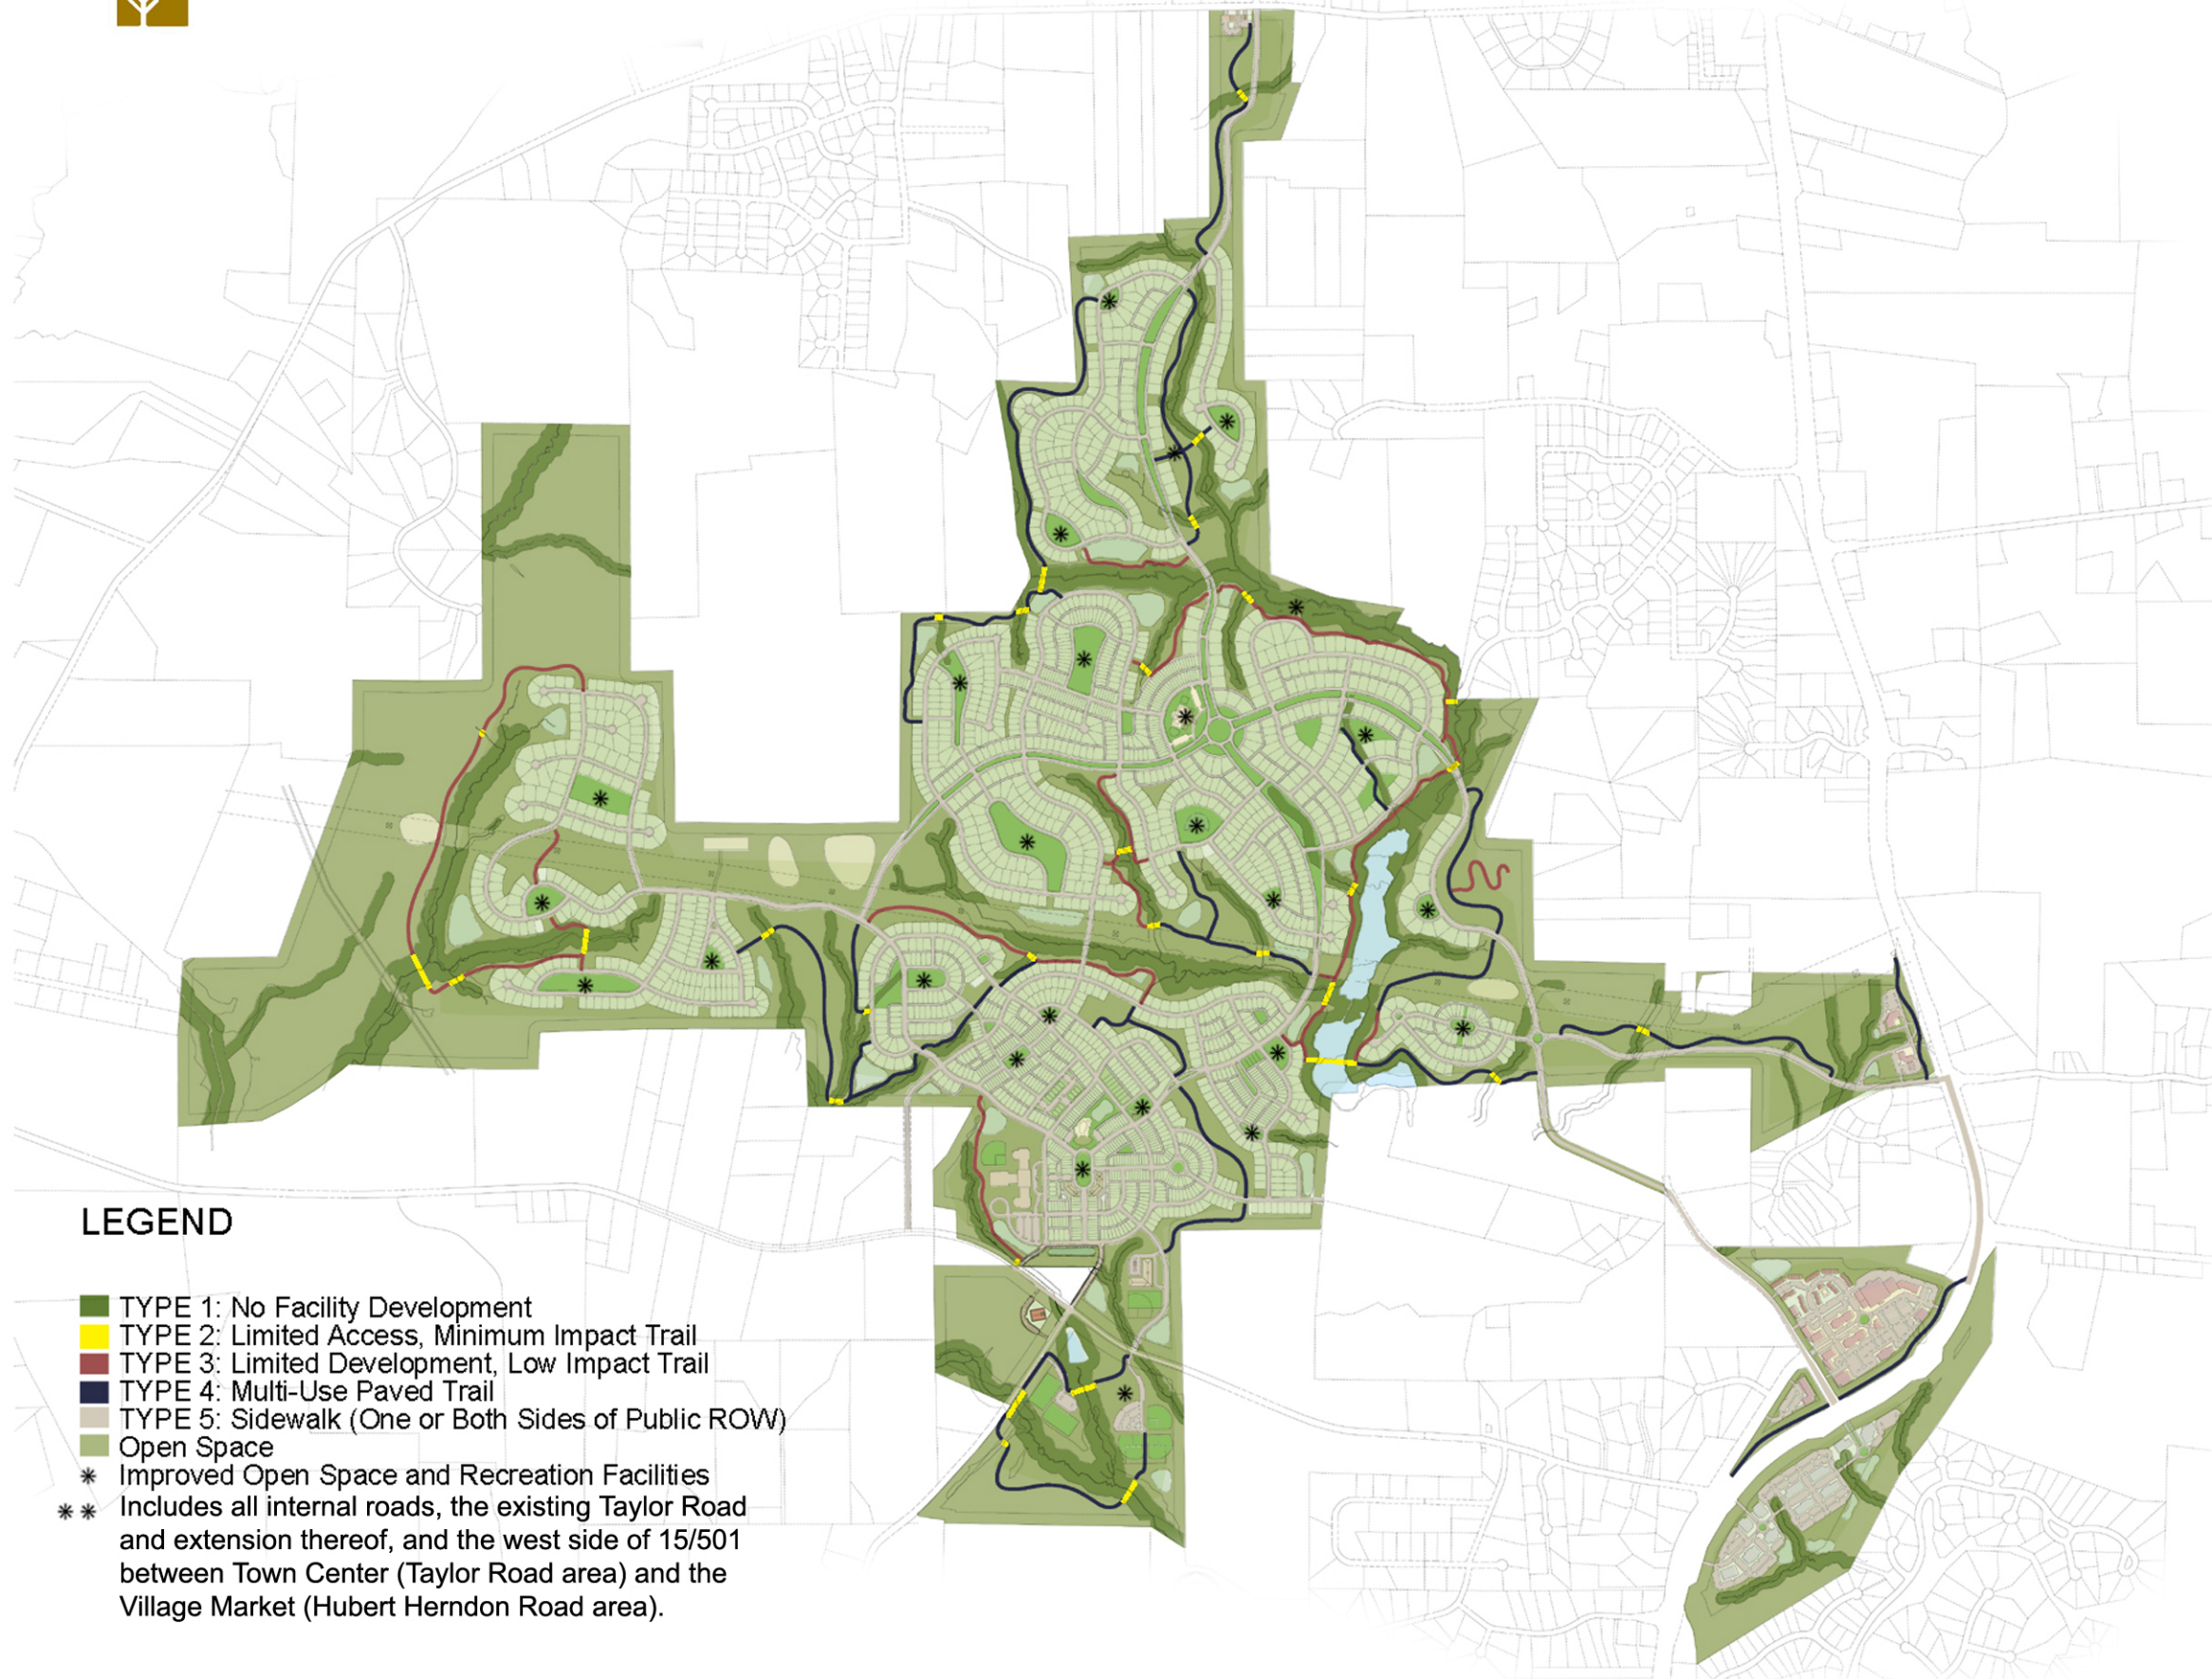 LEGEND
TYPE 1: No Facility Development
TYPE 2: Limited Access, Minimum Impact Trail
TYPE 3: Limited Development, Low Impact Trail
TYPE 4: Multi-Use Paved Trail
TYPE 5: Sidewalk (One or Both Sides of Public ROW)
Open Space
* Improved Open Space and Recreation Facilities
** Includes all internal roads, the existing Taylor Road
and extension thereof, and the west side of 15/501
between Town Center (Taylor Road area) and the
Village Market (Hubert Herndon Road area).